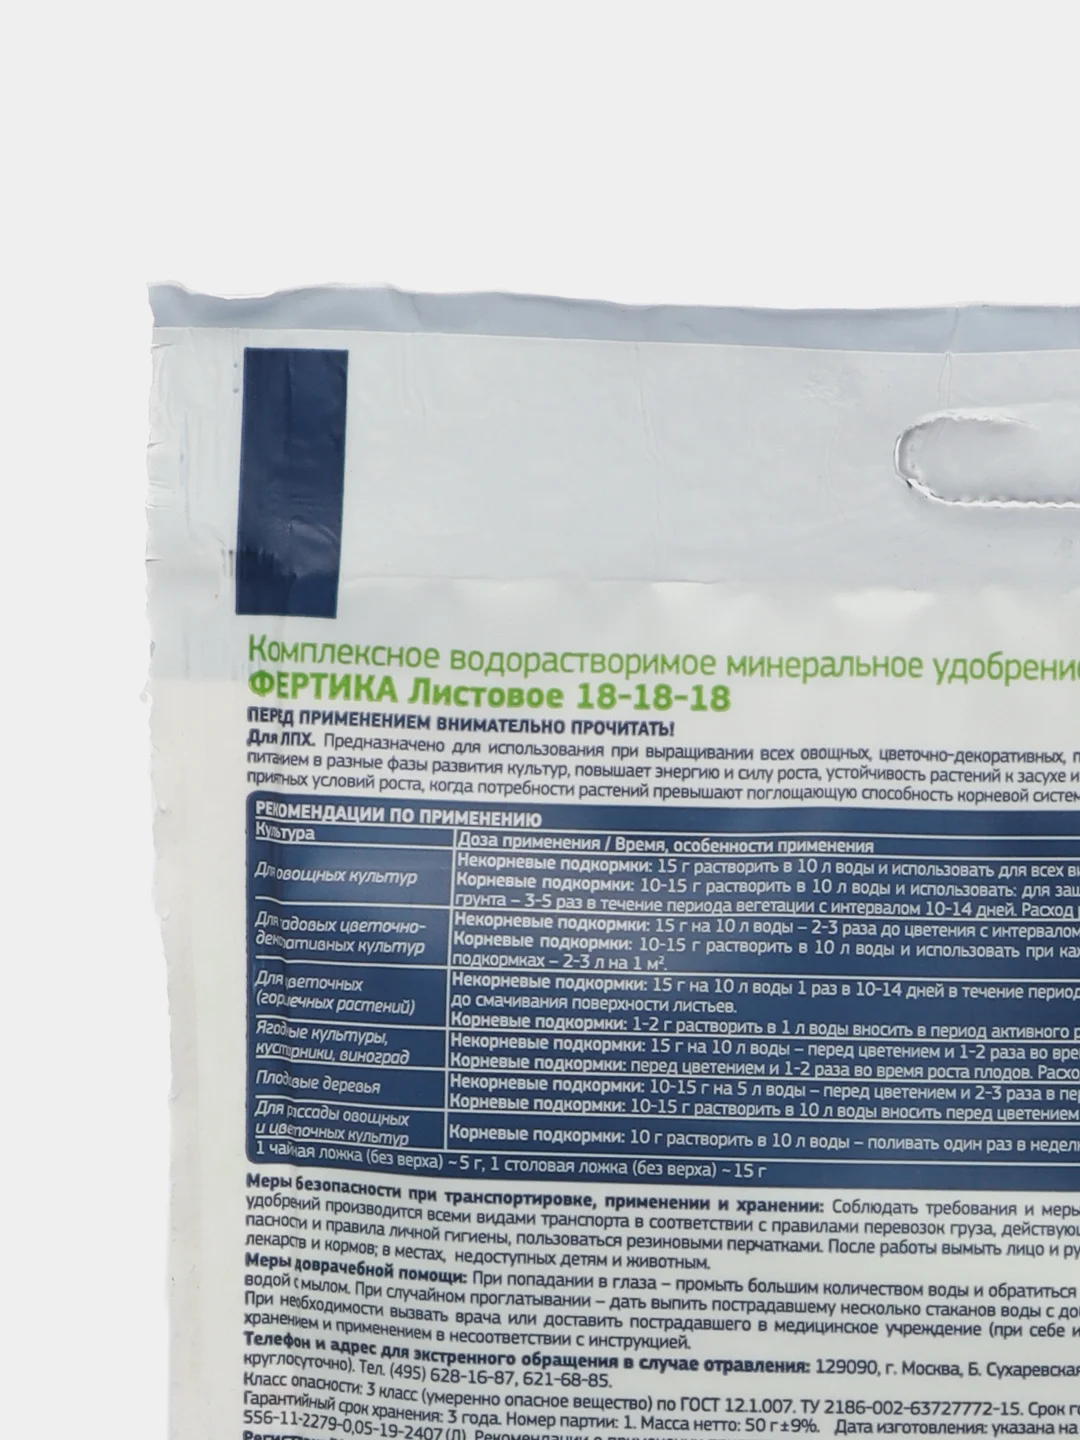 Комплексное водорастворимое минеральное удобрение
ФЕРТИКА Листовое 18-18-18
ПЕРЕД ПРИМЕНЕНИЕМ ВНИМАТЕЛЬНО ПРОЧИТАТЬ!
Для ЛПХ. Предназначено для использования при выращивании всех овощных, цветочно-декоративных,
питанием в разные фазы развития культур, повышает энергию и силу роста, устойчивость растений к засухе и
приятных условий роста, когда потребности растений превышают поглощающую способность корневой систем
РЕКОМЕНДАЦИИ ПО ПРИМЕНЕНИЮ
Культура
Доза применения / Время, особенности применения
Для овощных культур
Некорневые подкормки: 15 г растворить в 10 л воды и использовать для всех
Корневые подкормки: 10-15 г растворить в 10 л воды и использовать: для защ
грунта – 3-5 раз в течение периода вегетации с интервалом 10-14 дней. Расход
Для садовых цветочно-
декоративных культур
Некорневые подкормки: 15 г на 10 л воды – 2-3 раза до цветения с интервалом
Корневые подкормки: 10-15 г растворить в 10 л воды и использовать при каж
подкормках – 2-3 л на 1 м².
Для цветочных
(горшечных растений)
Некорневые подкормки: 15 г на 10 л воды 1 раз в 10-14 дней в течение период
до смачивания поверхности листьев.
Корневые подкормки: 1-2 г растворить в 1 л воды вносить в период активного р
Ягодные культуры,
кустарники, виноград
Некорневые подкормки: 15 г на 10 л воды – перед цветением и 1-2 раза во вре
Корневые подкормки: перед цветением и 1-2 раза во время роста плодов. Расхо
Плодовые деревья
Некорневые подкормки: 10-15 г на 5 л воды – перед цветением и 2-3 раза в пе
Корневые подкормки: 10-15 г растворить в 10 л воды вносить перед цветением
Для рассады овощных
и цветочных культур
Корневые подкормки: 10 г растворить в 10 л воды – поливать один раз в недел
1 чайная ложка (без верха) ~5 г, 1 столовая ложка (без верха) ~15 г
Меры безопасности при транспортировке, применении и хранении: Соблюдать требования и меры
удобрений производится всеми видами транспорта в соответствии с правилами перевозок груза, действую
пасности и правила личной гигиены, пользоваться резиновыми перчатками. После работы вымыть лицо и ру
лекарств и кормов; в местах, недоступных детям и животным.
Меры доврачебной помощи: При попадании в глаза – промыть большим количеством воды и обратиться
водой с мылом. При случайном проглатывании – дать выпить пострадавшему несколько стаканов воды с до
При необходимости вызвать врача или доставить пострадавшего в медицинское учреждение (при себе и
хранением и применением в несоответствии с инструкцией.
Телефон и адрес для экстренного обращения в случае отравления: 129090, г. Москва, Б. Сухаревская
круглосуточно). Тел. (495) 628-16-87, 621-68-85.
Класс опасности: 3 класс (умеренно опасное вещество) по ГОСТ 12.1.007. ТУ 2186-002-63727772-15. Срок го
Гарантийный срок хранения: 3 года. Номер партии: 1. Масса нетто: 50 г±9%. Дата изготовления: указана на
556-11-2279-0,05-19-2407